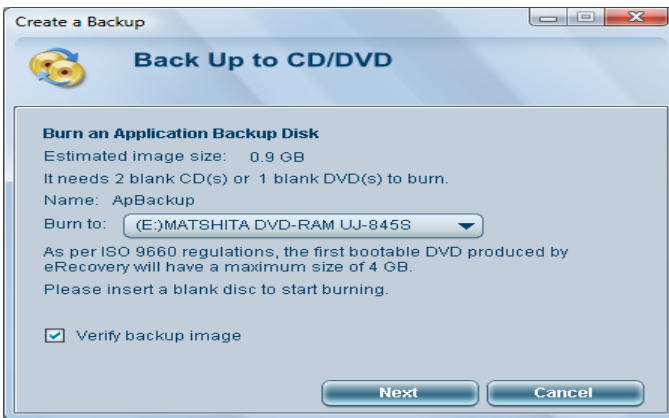 Create a Backup
Back Up to CD/DVD
Burn an Application Backup Disk
Estimated image size: 0.9 GB
It needs 2 blank CD(s) or 1 blank DVD(s) to burn.
Name: ApBackup
Burn to: (E:)MATSHITA DVD-RAM UJ-845S
As per ISO 9660 regulations, the first bootable DVD produced by
eRecovery will have a maximum size of 4 GB.
Please insert a blank disc to start burning.
Verify backup image
Next Cancel